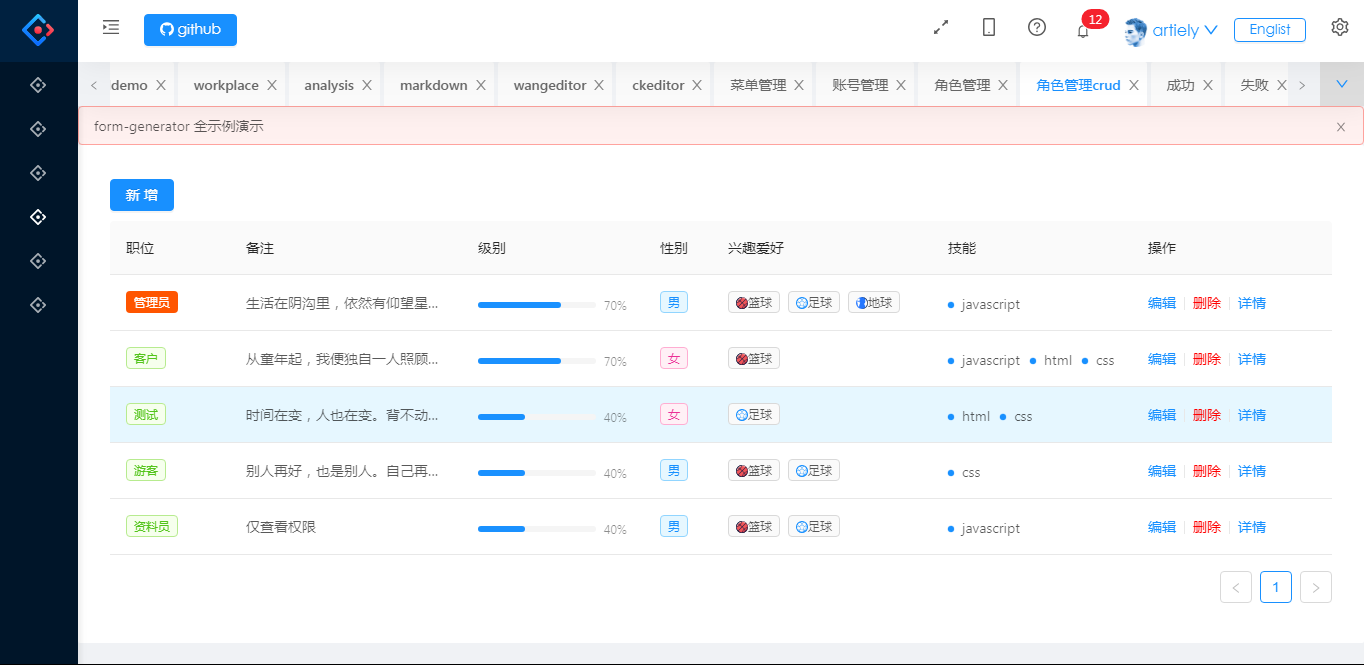 github
12
artiely
Englist
demo
workplace
analysis
markdown
wangeditor
ckeditor
菜单管理
账号管理
角色管理
角色管理crud
成功
失败
form-generator 全示例演示
新 增
职位 备注 级别 性别 兴趣爱好 技能 操作
管理员 生活在阴沟里，依然有仰望星... 70% 男 篮球 足球 地球 javascript 编辑 删除 详情
客户 从童年起，我便独自一人照顾... 70% 女 篮球 javascript html css 编辑 删除 详情
测试 时间在变，人也在变。背不动... 40% 女 足球 html css 编辑 删除 详情
游客 别人再好，也是别人。自己再... 40% 男 篮球 足球 css 编辑 删除 详情
资料员 仅查看权限 40% 男 篮球 足球 javascript 编辑 删除 详情
1